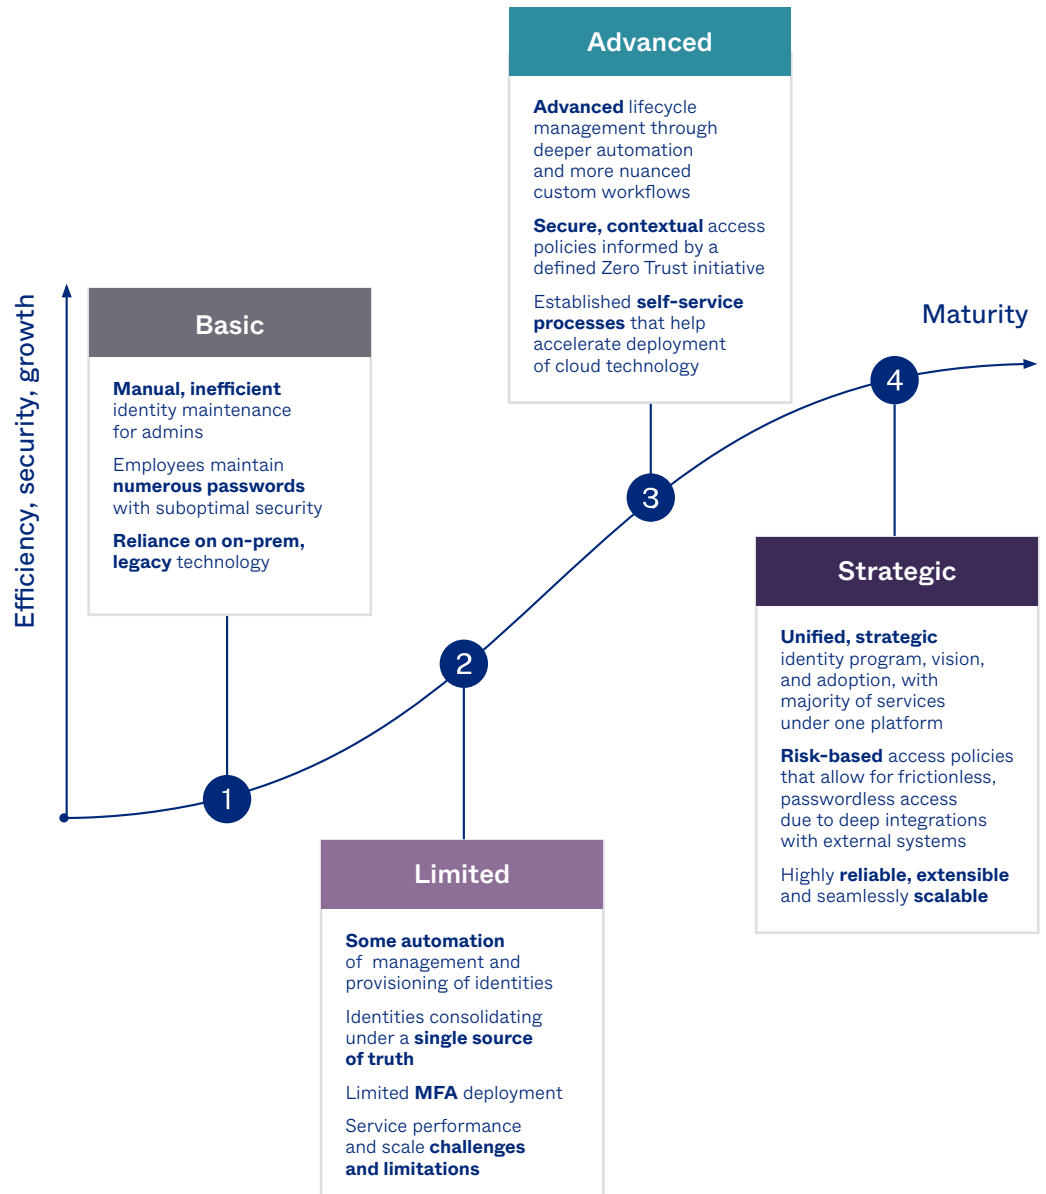 Advanced
Advanced lifecycle
management through
deeper automation
and more nuanced
custom workflows
Secure, contextual access
policies informed by a
defined Zero Trust initiative
Established self-service
processes that help
accelerate deployment
of cloud technology
Efficiency, security, growth
Basic
Manual, inefficient
identity maintenance
for admins
Employees maintain
numerous passwords
with suboptimal security
Reliance on on-prem,
legacy technology
Maturity
4
3
2
1
Strategic
Unified, strategic
identity program, vision,
and adoption, with
majority of services
under one platform
Risk-based access policies
that allow for frictionless,
passwordless access
due to deep integrations
with external systems
Highly reliable, extensible
and seamlessly scalable
Limited
Some automation
of management and
provisioning of identities
Identities consolidating
under a single source
of truth
Limited MFA deployment
Service performance
and scale challenges
and limitations